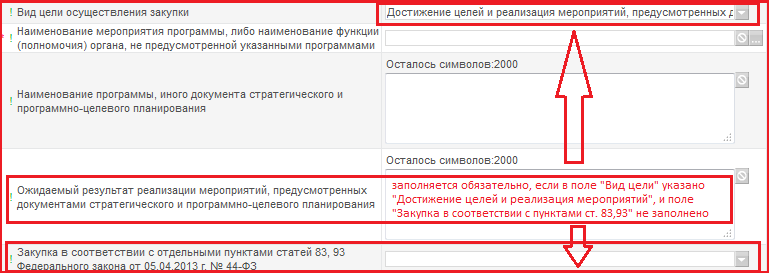 ! Вид цели осуществления закупки
Достижение целей и реализация мероприятий, предусмотренных д
* ! Наименование мероприятия программы, либо наименование функции
(полномочия) органа, не предусмотренной указанными программами
...
Осталось символов:2000
! Наименование программы, иного документа стратегического и
программно-целевого планирования
Осталось символов:2000
! Ожидаемый результат реализации мероприятий, предусмотренных
документами стратегического и программно-целевого планирования
заполняется обязательно, если в поле "Вид цели" указано
"Достижение целей и реализация мероприятий", и поле
"Закупка в соответствии с пунктами ст. 83,93" не заполнено
! Закупка в соответствии с отдельными пунктами статей 83, 93
Федерального закона от 05.04.2013 г. № 44-ФЗ